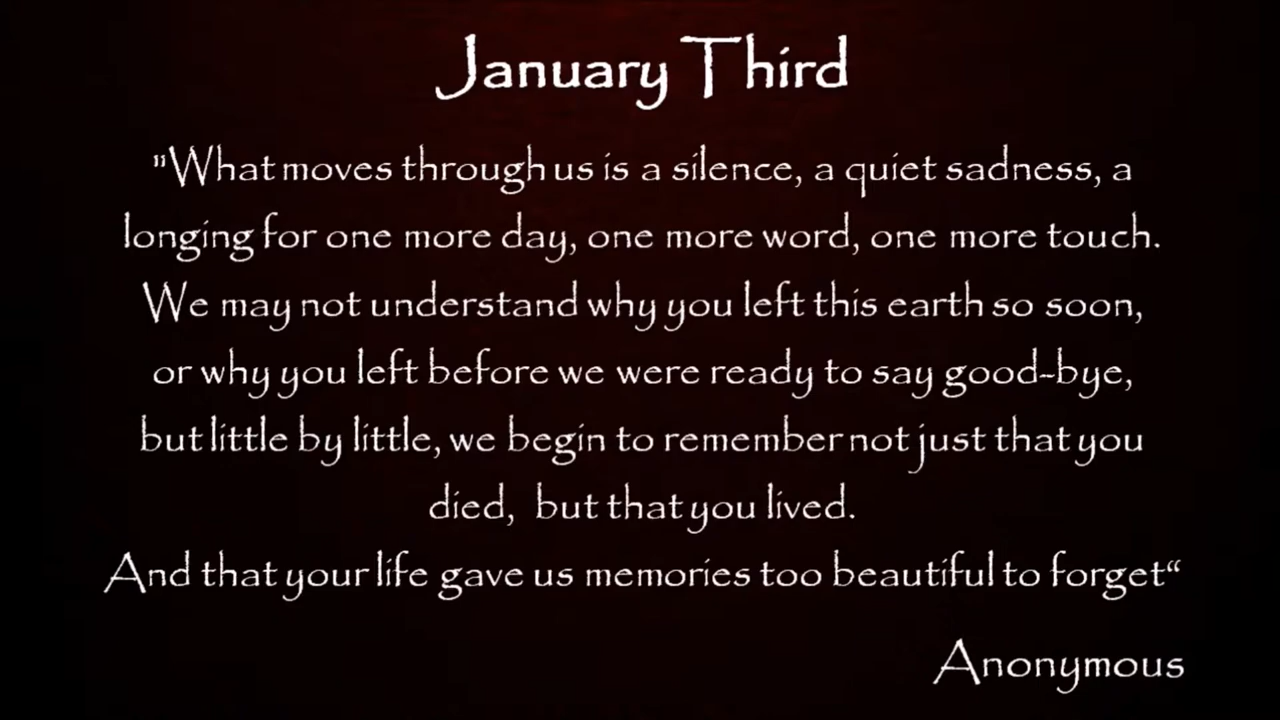 January Third
"What moves through us is a silence, a quiet sadness, a
longing for one more day, one more word, one more touch.
We may not understand why you left this earth so soon,
or why you left before we were ready to say good-bye,
but little by little, we begin to remember not just that you
died, but that you lived.
And that your life gave us memories too beautiful to forget“
Anonymous